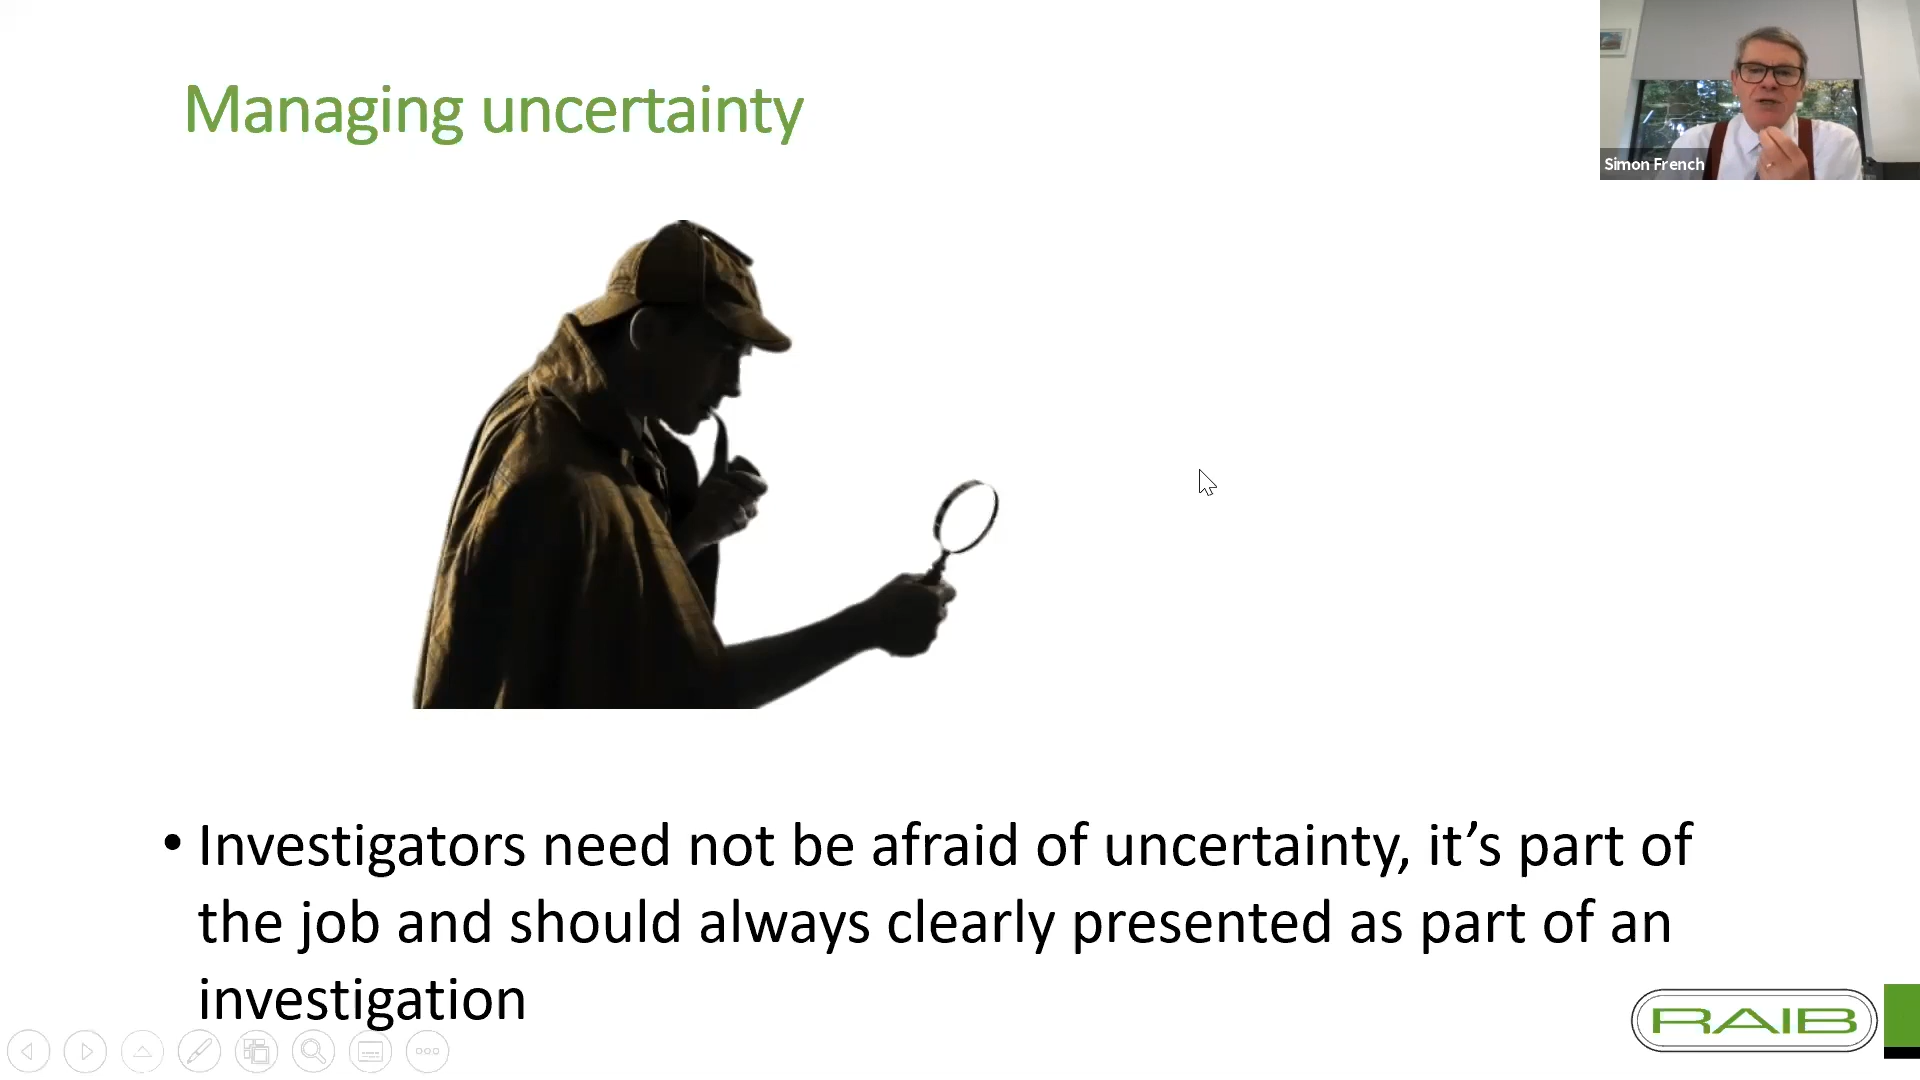 Managing uncertainty
Simon French
• Investigators need not be afraid of uncertainty, it’s part of
the job and should always clearly presented as part of an
investigation
RAIB